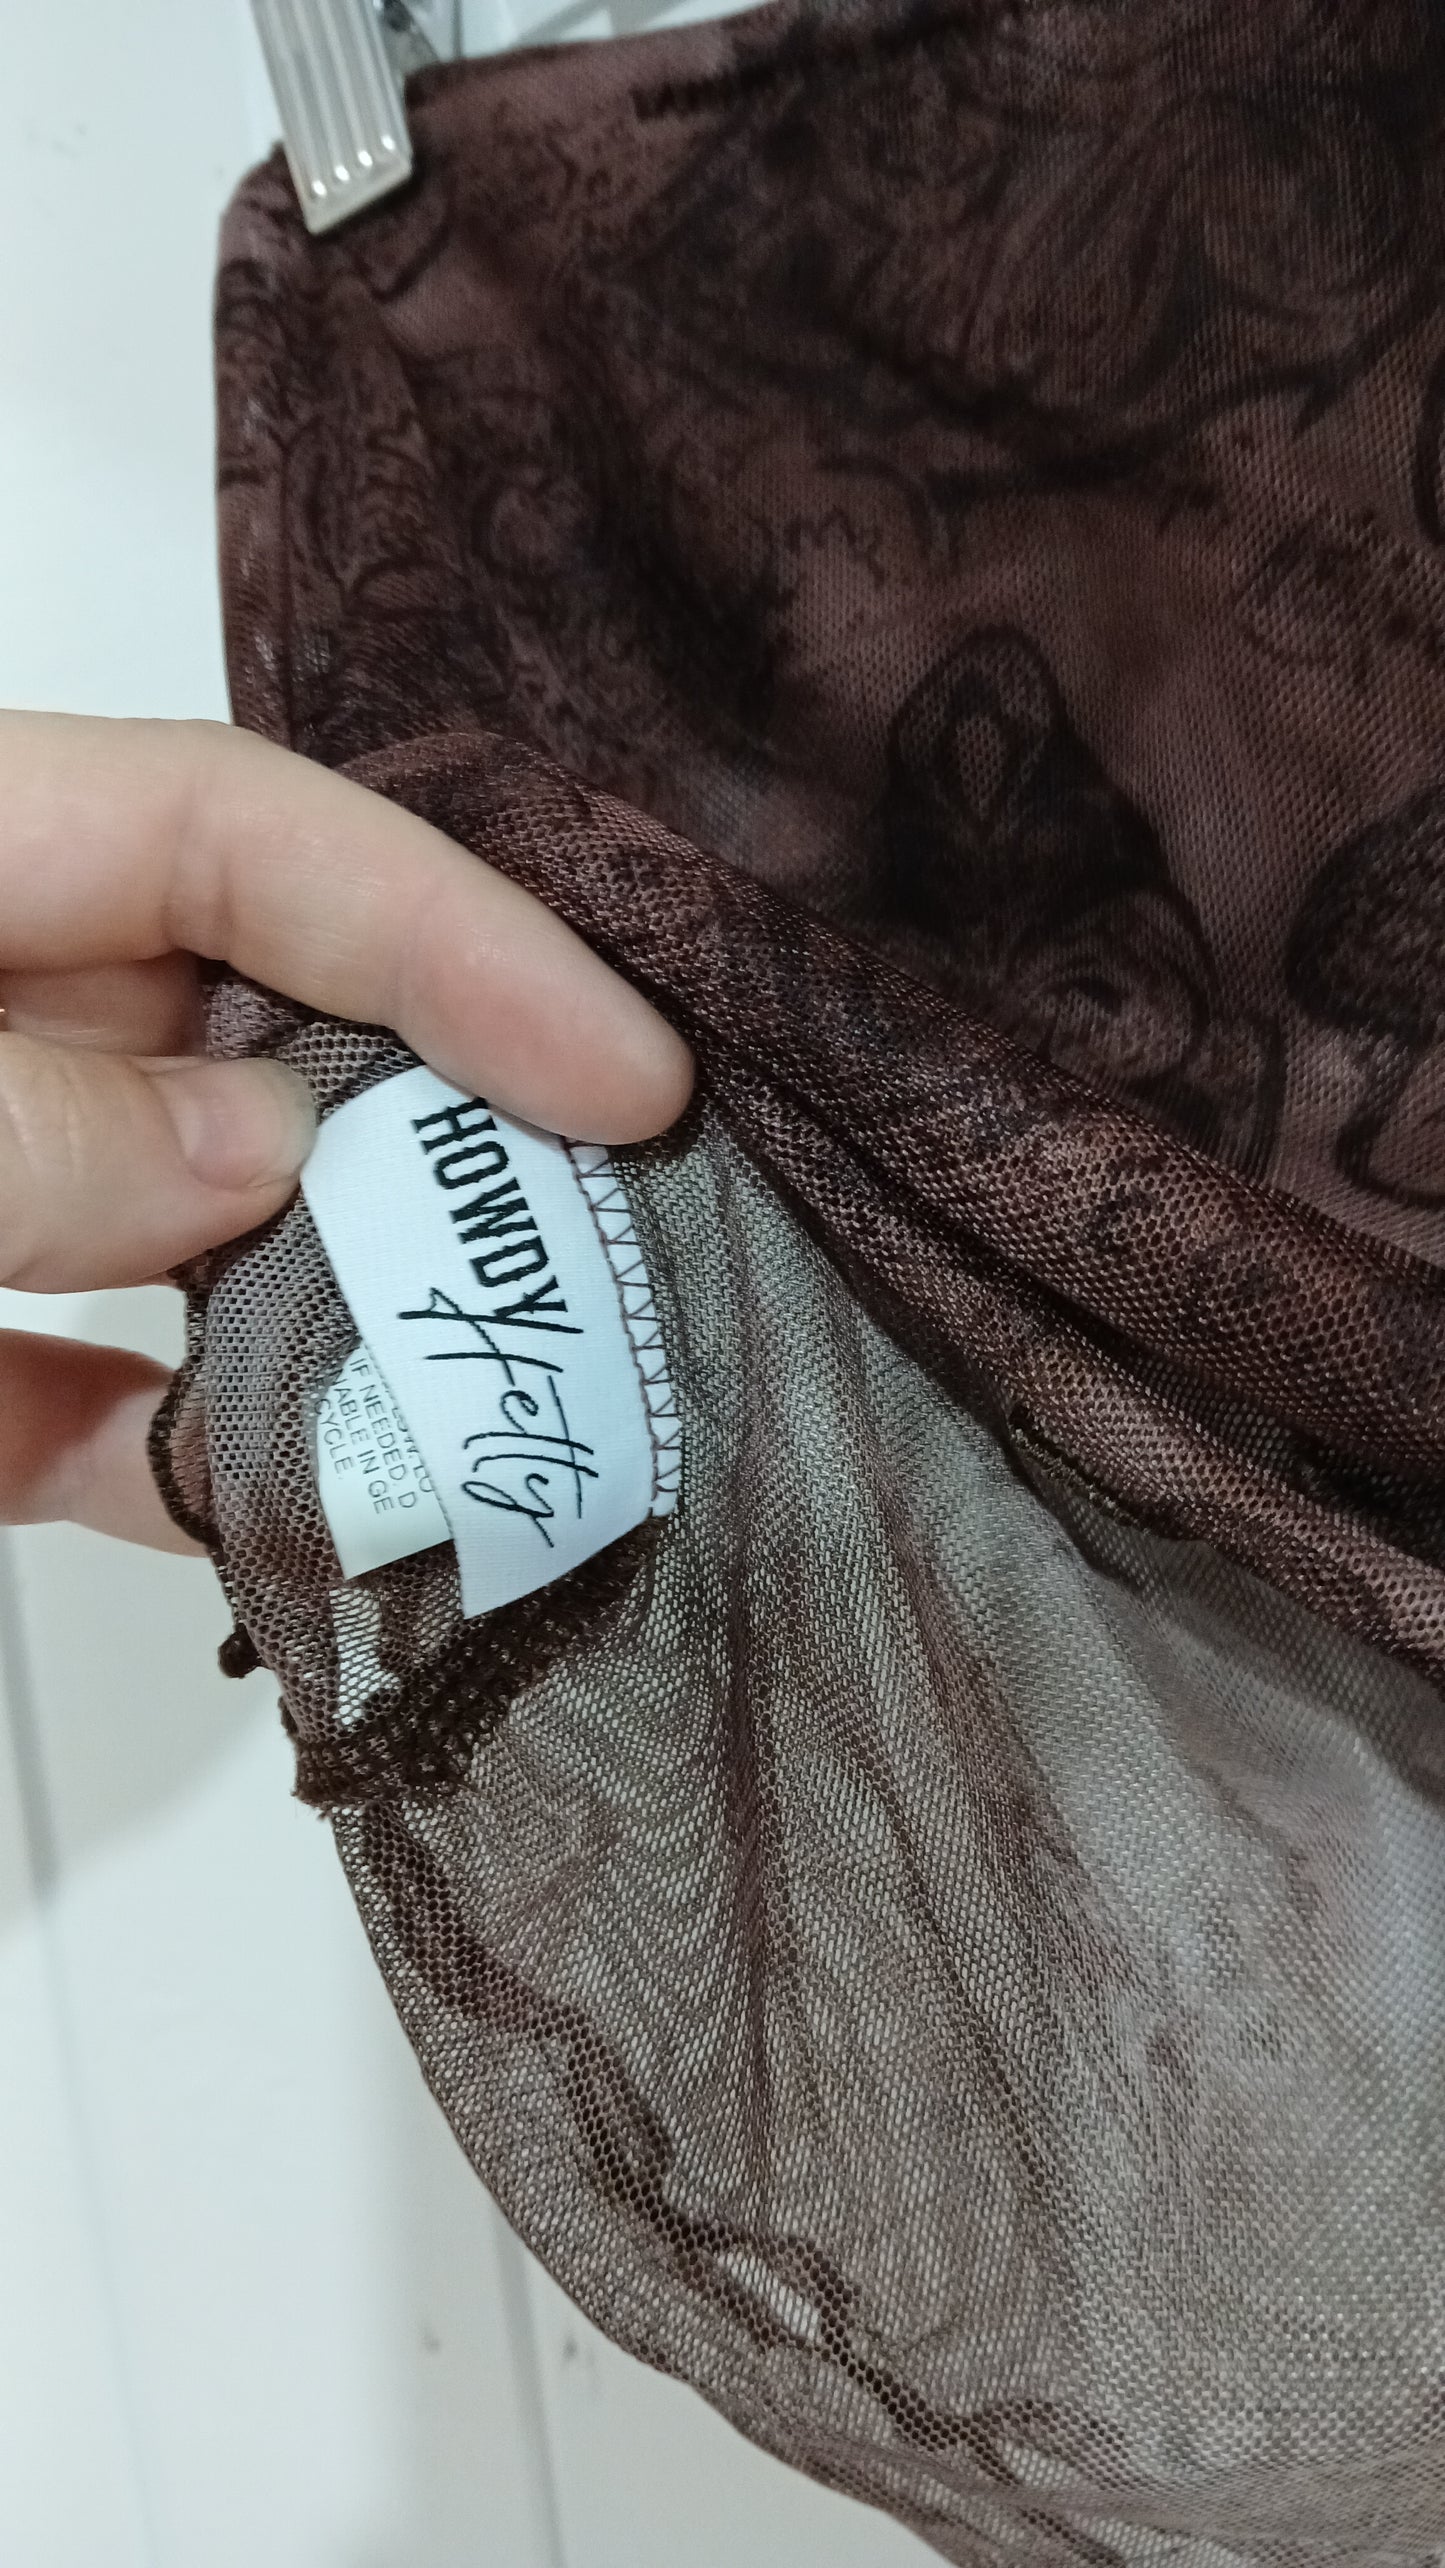 HOWDY
Hetty
IF NEEDED. D
ABLE IN GE
CYCLE.